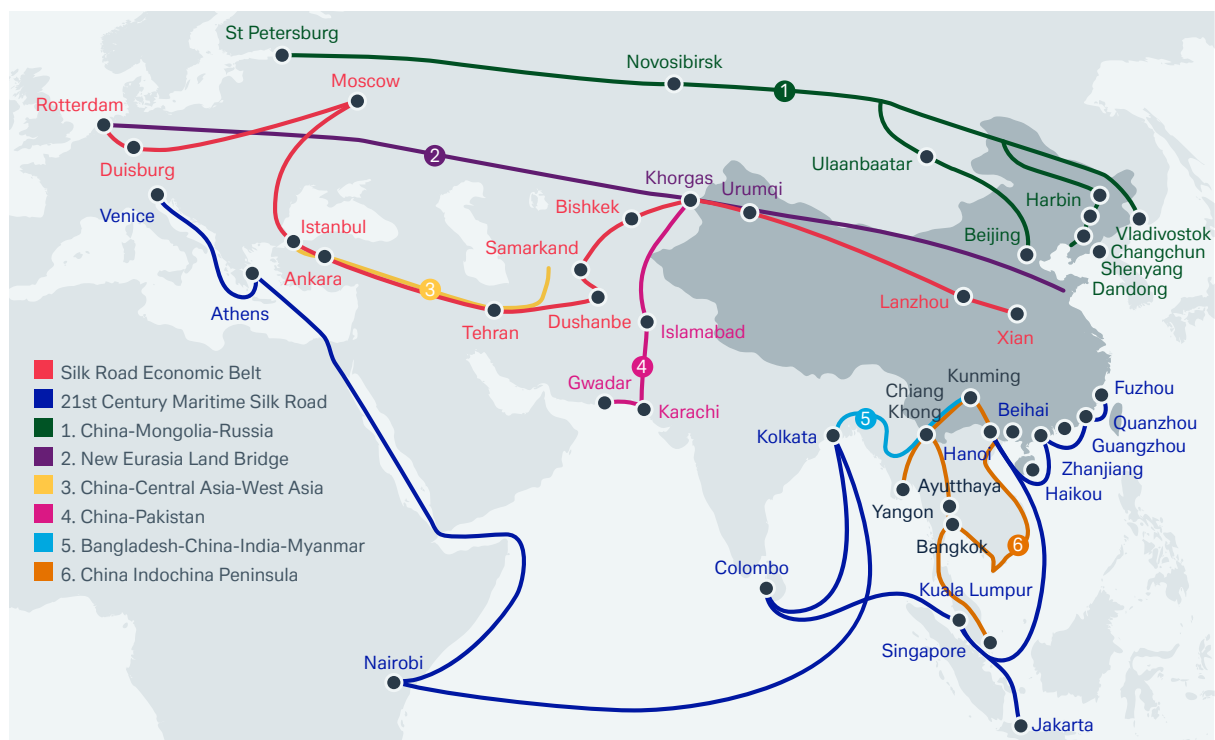 St Petersburg
Novosibirsk
1
Moscow
Rotterdam
Duisburg
2
Ulaanbaatar
Khorgas
Urumqi
Harbin
Venice
Bishkek
Istanbul
Beijing
Vladivostok
Changchun
Samarkand
Shenyang
Ankara
3
Dandong
Athens
Lanzhou
Tehran
Dushanbe
Islamabad
Xian
4
Silk Road Economic Belt
21st Century Maritime Silk Road
1. China-Mongolia-Russia
2. New Eurasia Land Bridge
3. China-Central Asia-West Asia
4. China-Pakistan
5. Bangladesh-China-India-Myanmar
6. China Indochina Peninsula
Gwadar
Karachi
Kunming
Chiang
Khong
Fuzhou
Beihai
Quanzhou
5
Kolkata
Guangzhou
Hanoi
Zhanjiang
Ayutthaya
Haikou
Yangon
Bangkok
6
Colombo
Kuala Lumpur
Singapore
Nairobi
Jakarta